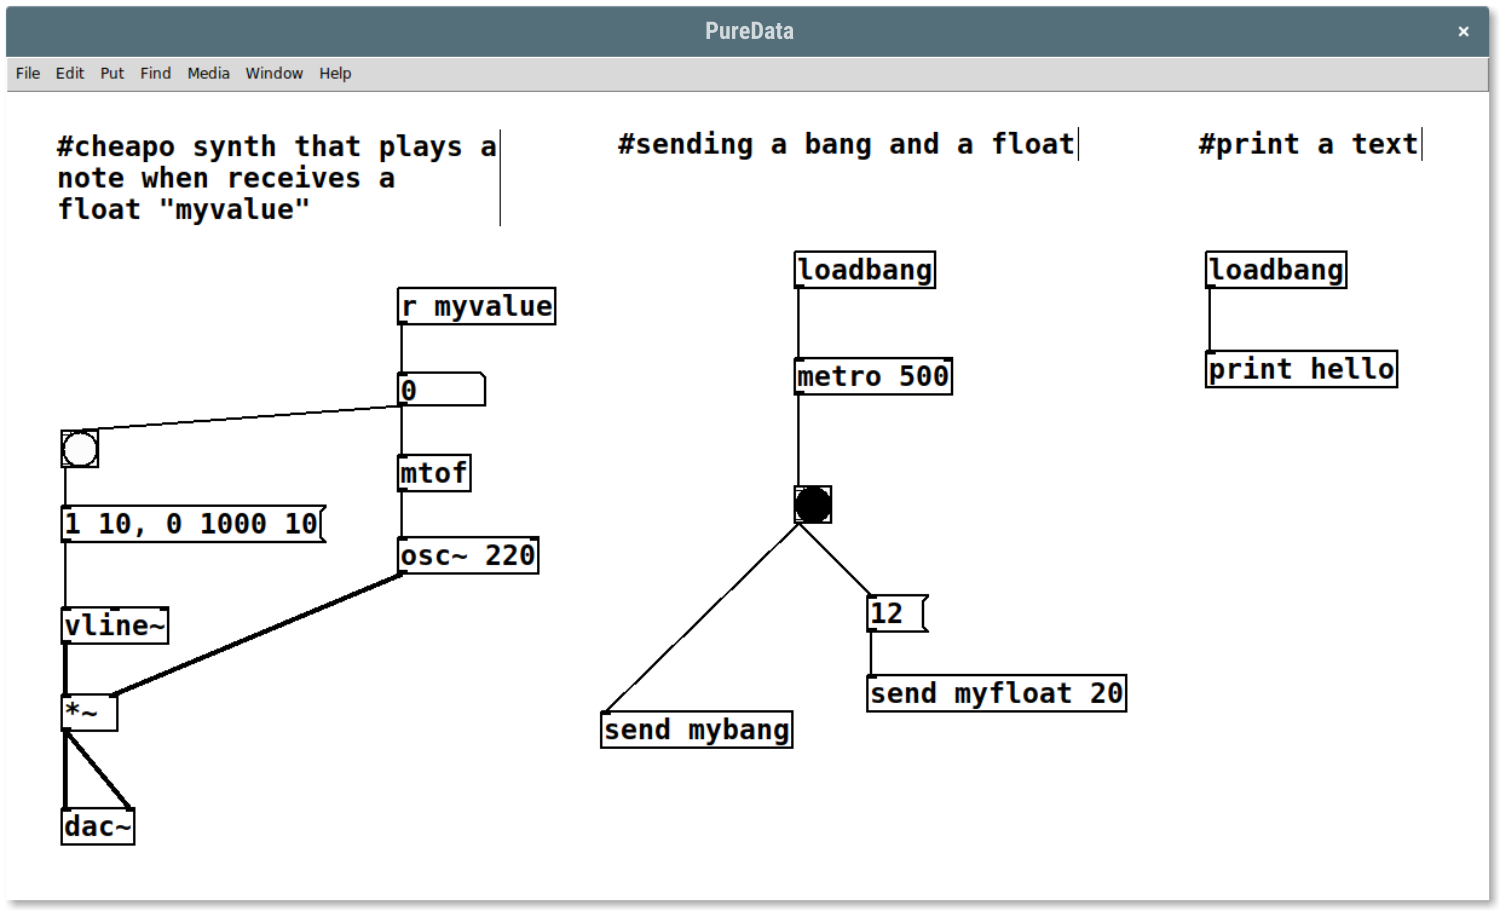 PureData
×
File Edit Put Find Media Window Help
#cheapo synth that plays a
note when receives a
float "myvalue"
#sending a bang and a float
#print a text
r myvalue
0
1 10, 0 1000 10
mtof
osc~ 220
vline~
*~
dac~
loadbang
metro 500
12
send myfloat 20
send mybang
loadbang
print hello